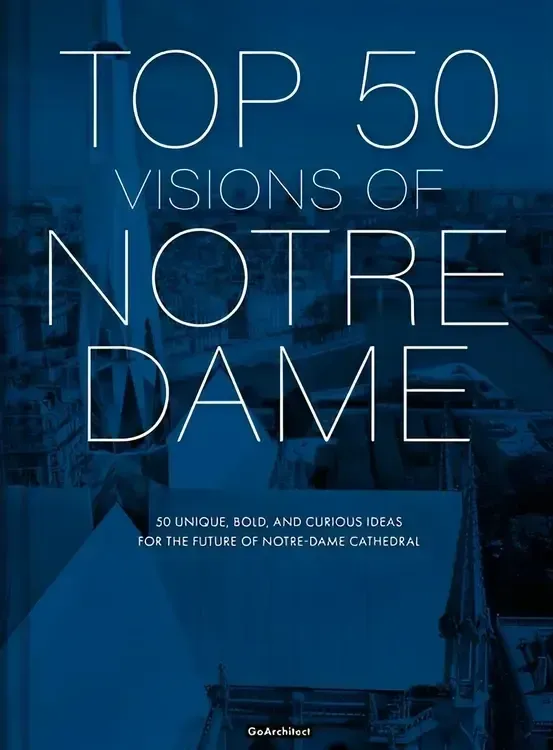 TOP 50
VISIONS OF
NOTRE
DAME
50 UNIQUE, BOLD, AND CURIOUS IDEAS
FOR THE FUTURE OF NOTRE-DAME CATHEDRAL
GoArchitect